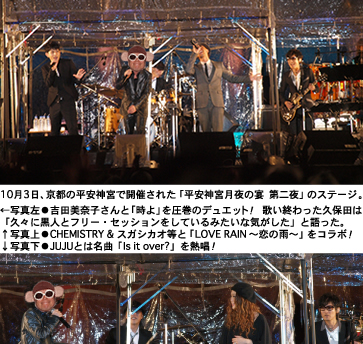 10月3日、京都の平安神宮で開催された「平安神宮月夜の宴 第二夜」のステージ。
←写真左●吉田美奈子さんと「時よ」を圧巻のデュエット! 歌い終わった久保田は
「久々に黒人とフリー・セッションをしているみたいな気がした」と語った。
↑写真上●CHEMISTRY & スガシカオ等と「LOVE RAIN〜恋の雨〜」をコラボ!
↓写真下●JUJUとは名曲「Is it over?」を熱唱!